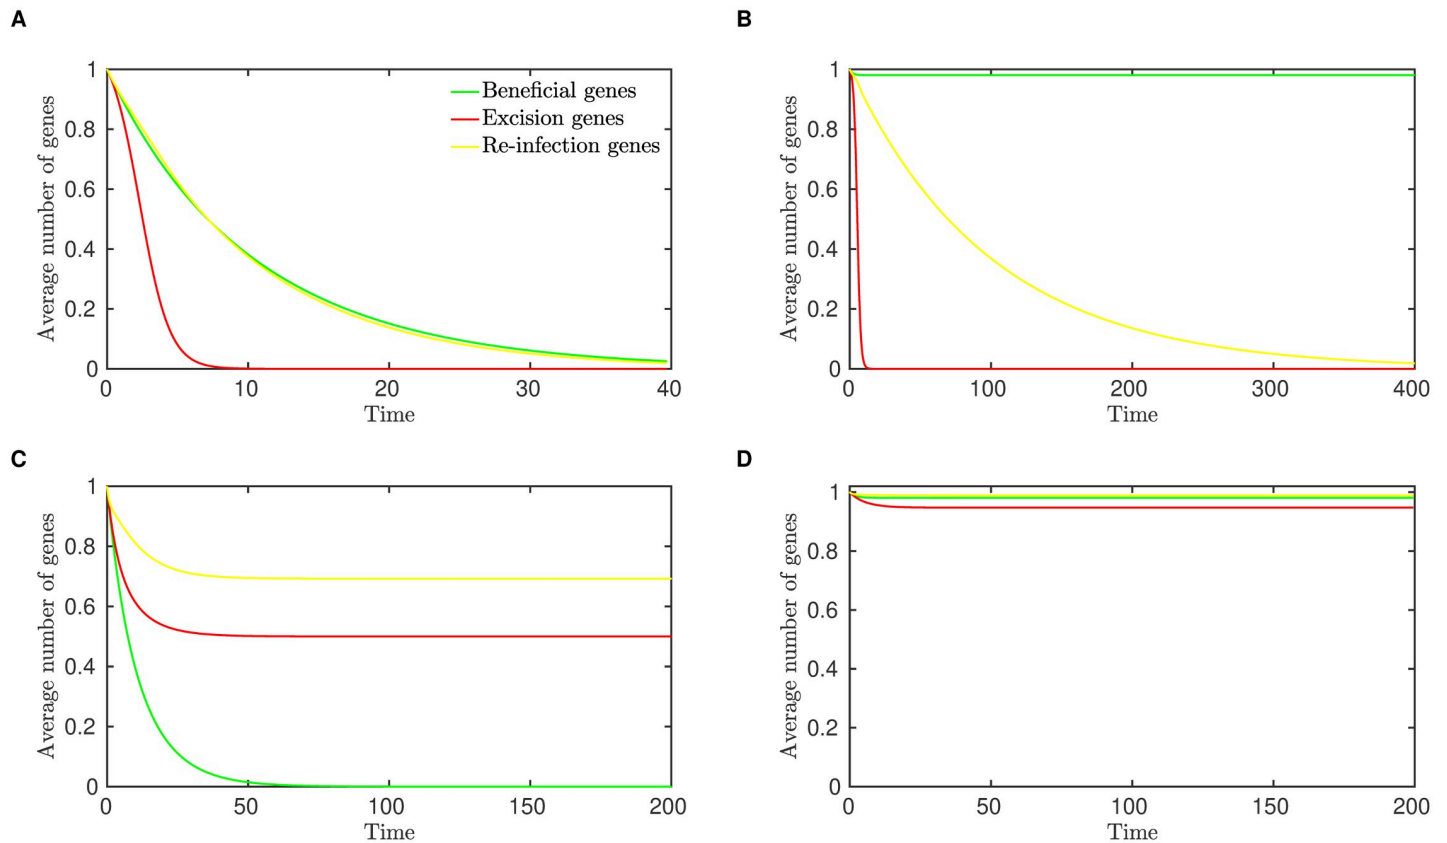 A
Average number of genes
1
0.8
0.6
0.4
0.2
0
Beneficial genes
Excision genes
Re-infection genes
0 10 20 30 40
Time
B
Average number of genes
1
0.8
0.6
0.4
0.2
0
0 100 200 300 400
Time
C
Average number of genes
1
0.8
0.6
0.4
0.2
0
0 50 100 150 200
Time
D
Average number of genes
1
0.8
0.6
0.4
0.2
0
0 50 100 150 200
Time